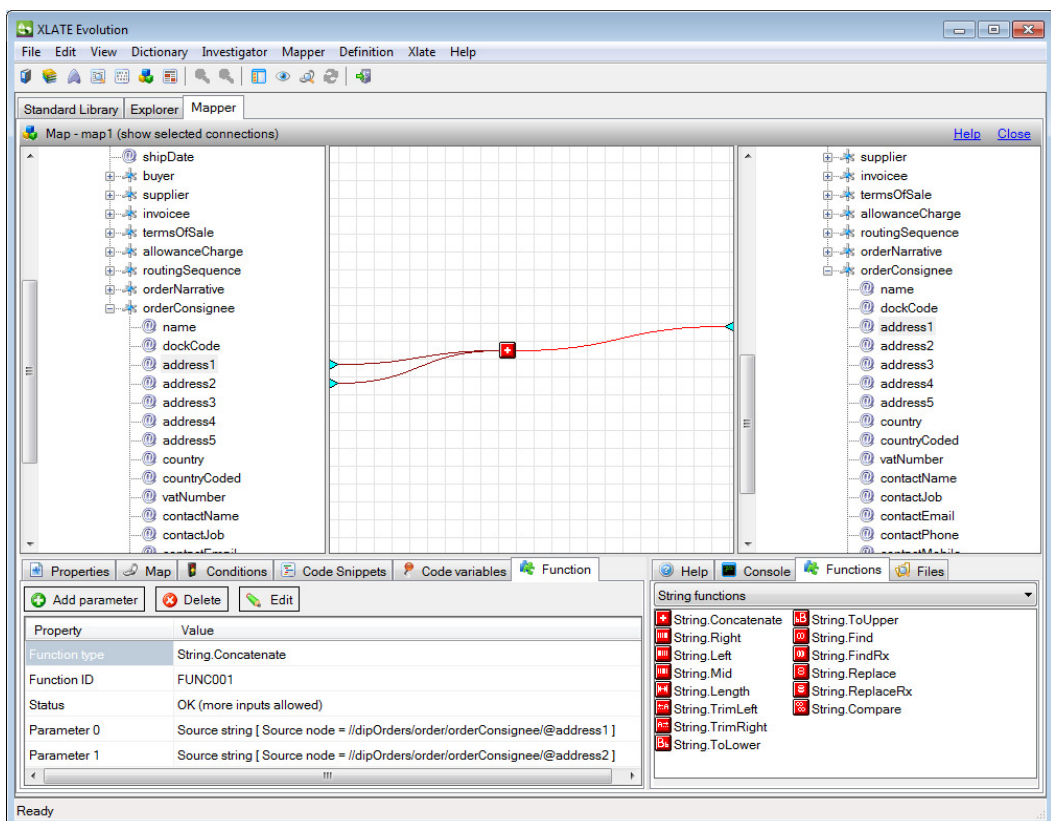 XLATE Evolution
File Edit View Dictionary Investigator Mapper Definition Xlate Help
Standard Library Explorer Mapper
Map - map1 (show selected connections) Help Close
shipDate
buyer
supplier
invoicee
termsOfSale
allowanceCharge
routingSequence
orderNarrative
orderConsignee
name
dockCode
address1
address2
address3
address4
address5
country
countryCoded
vatNumber
contactName
contactJob
contactEmail
supplier
invoicee
termsOfSale
allowanceCharge
routingSequence
orderNarrative
orderConsignee
name
dockCode
address1
address2
address3
address4
address5
country
countryCoded
vatNumber
contactName
contactJob
contactEmail
contactPhone
contactMobile
Properties Map Conditions Code Snippets Code variables Function
Add parameter Delete Edit
Property Value
Function type String.Concatenate
Function ID FUNC001
Status OK (more inputs allowed)
Parameter 0 Source string [ Source node = //dipOrders/order/orderConsignee/@address1 ]
Parameter 1 Source string [ Source node = //dipOrders/order/orderConsignee/@address2 ]
Help Console Functions Files
String functions
String.Concatenate
String.Right
String.Left
String.Mid
String.Length
String.TrimLeft
String.TrimRight
String.ToLower
String.ToUpper
String.Find
String.FindRx
String.Replace
String.ReplaceRx
String.Compare
Ready